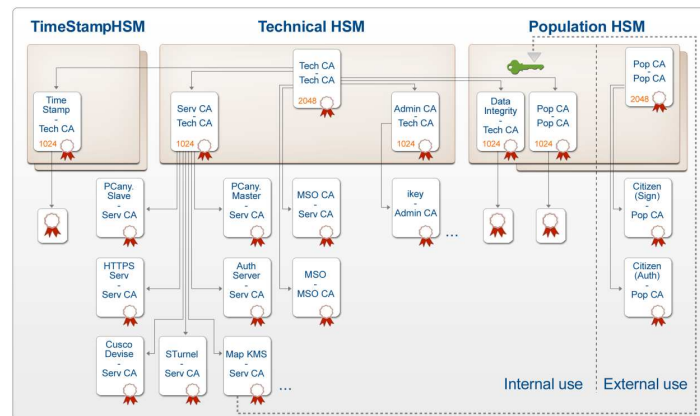 TimeStampHSM
Technical HSM
Population HSM
Tech CA
-
Tech CA
2048
Pop CA
-
Pop CA
2048
Time
Stamp
-
Tech CA
1024
Serv CA
-
Tech CA
1024
Admin CA
-
Tech CA
1024
Data
Integrity
-
Tech CA
1024
Pop CA
-
Pop CA
1024
PCany.
Slave
-
Serv CA
PCany.
Master
-
Serv CA
MSO CA
-
Serv CA
ikey
-
Admin CA
...
Citizen
(Sign)
-
Pop CA
HTTPS
Serv
-
Serv CA
Auth
Server
-
Serv CA
MSO
-
MSO CA
Citizen
(Auth)
-
Pop CA
Cusco
Devise
-
Serv CA
STurnel
-
Serv CA
Map KMS
-
Serv CA
...
Internal use
External use